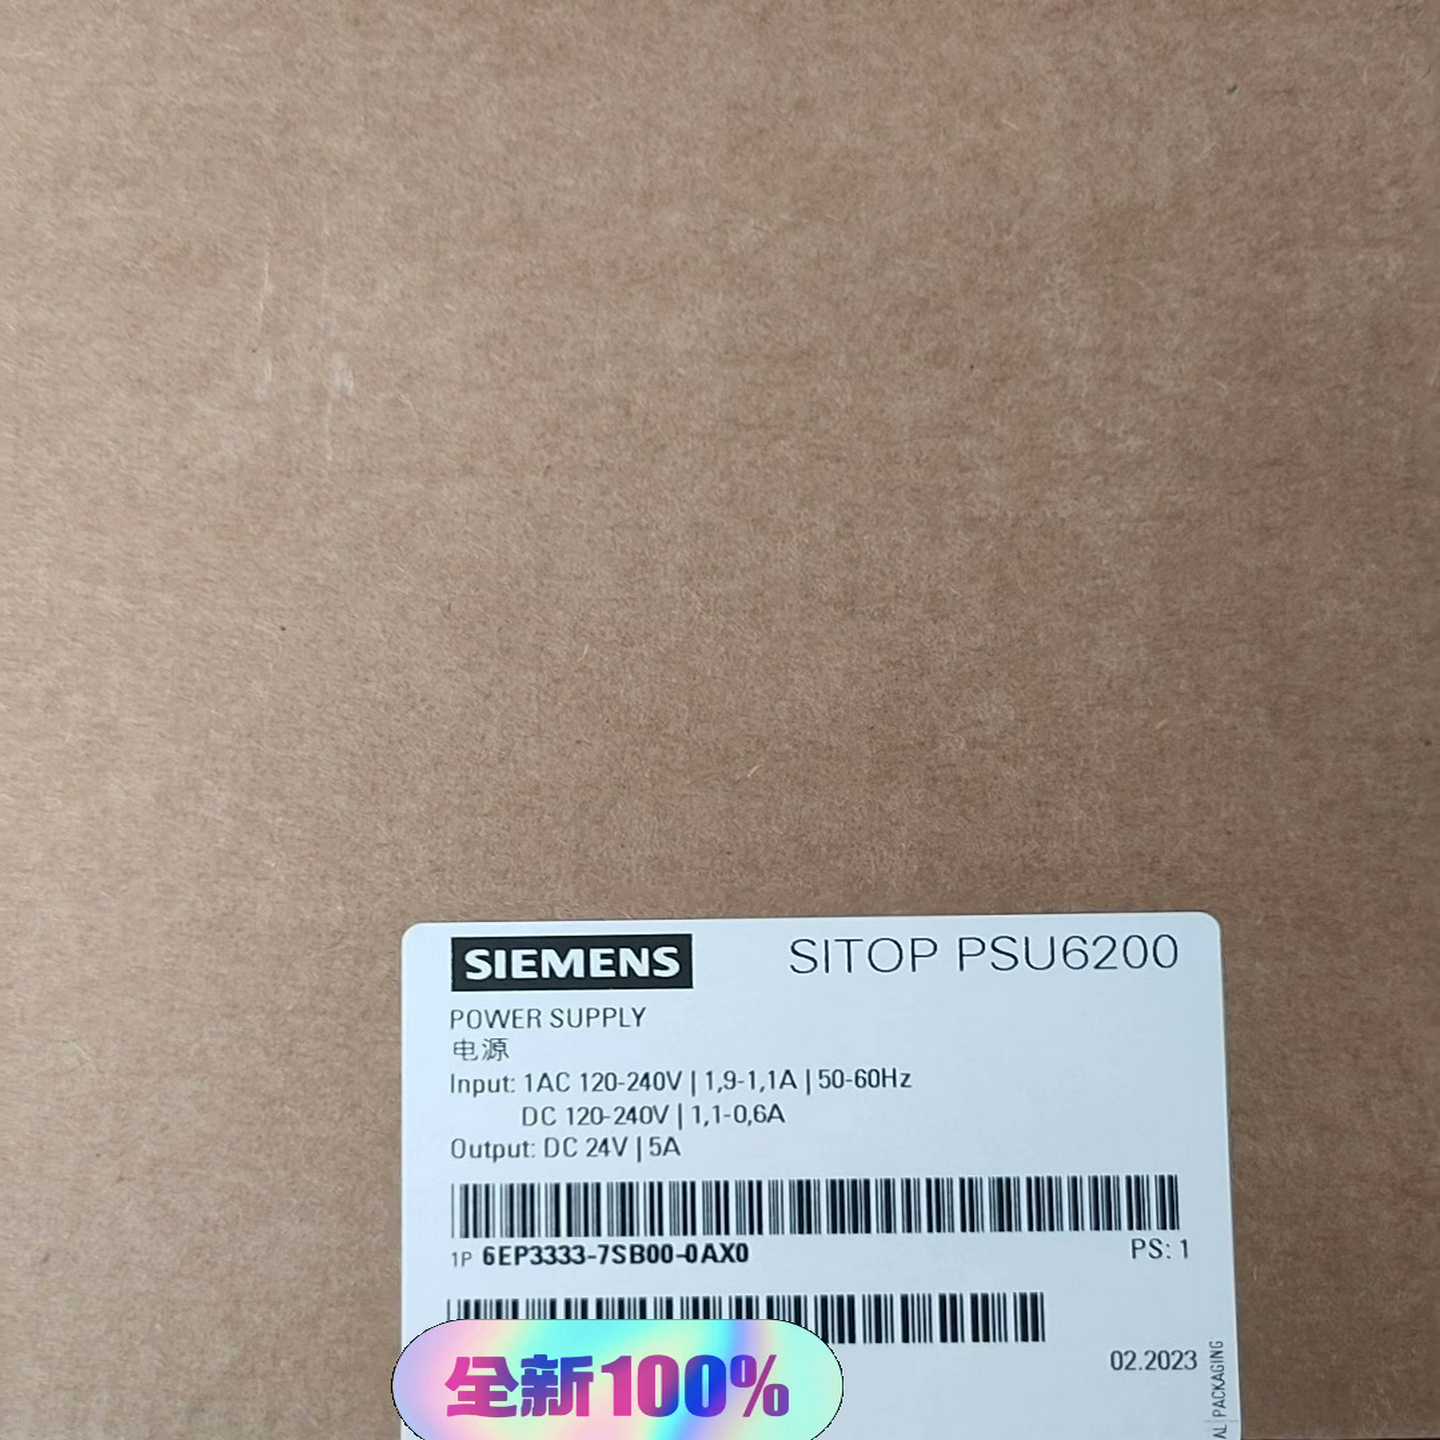 SIEMENS
SITOP PSU6200
POWER SUPPLY
电源
Input: 1AC 120-240V | 1,9-1,1A | 50-60Hz
DC 120-240V | 1,1-0,6A
Output: DC 24V | 5A
1P 6EP3333-7SB00-0AX0
PS: 1
02.2023
PACKAGING
全新100%